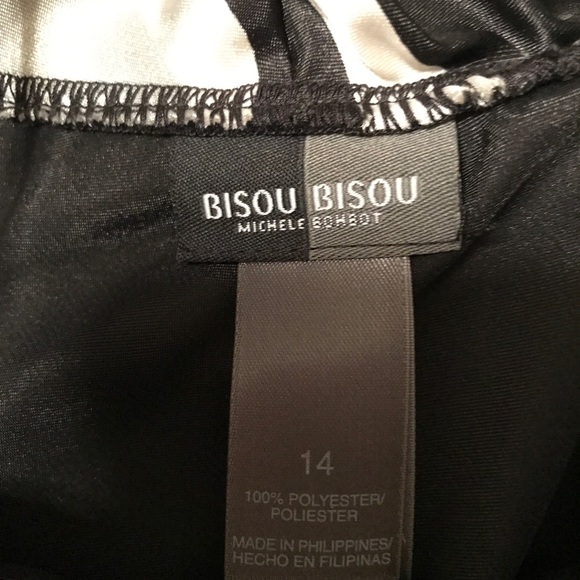 BISOU BISOU
MICHELE BOHBOT
14
100% POLYESTER/
POLIESTER
MADE IN PHILIPPINES/
HECHO EN FILIPINAS